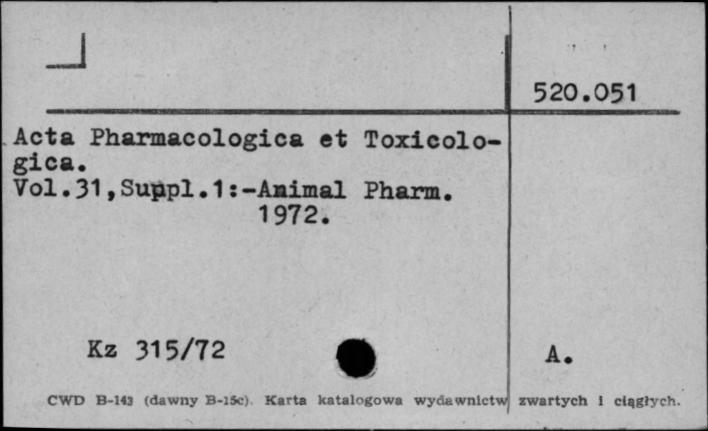 520.051
Acta Pharmacologica et Toxicolo-
gica.
Vol.31,Suppl.1:-Animal Pharm.
1972.
Kz 315/72
A.
CWD B-143 (dawny B-15c). Karta katalogowa wydawnictw zwartych i ciągłych.